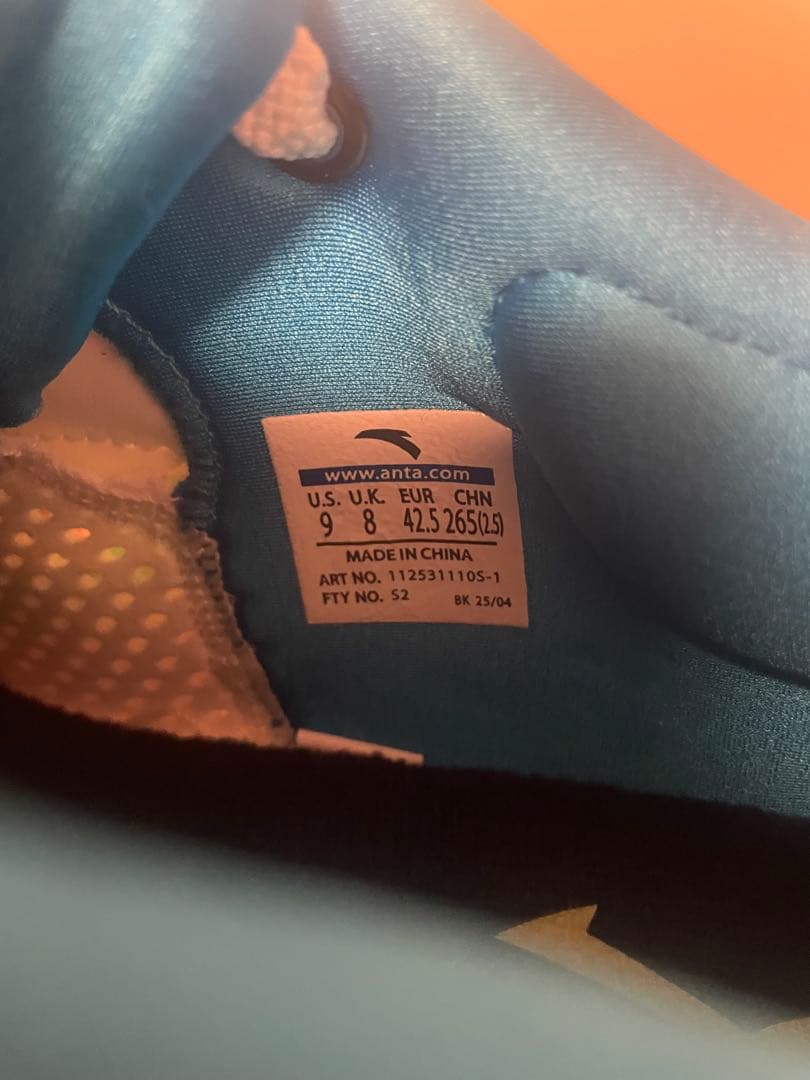 www.anta.com
U.S. U.K. EUR CHN
9 8 42.5 265(2.5)
MADE IN CHINA
ART NO. 112531110S-1
FTY NO. S2 BK 25/04